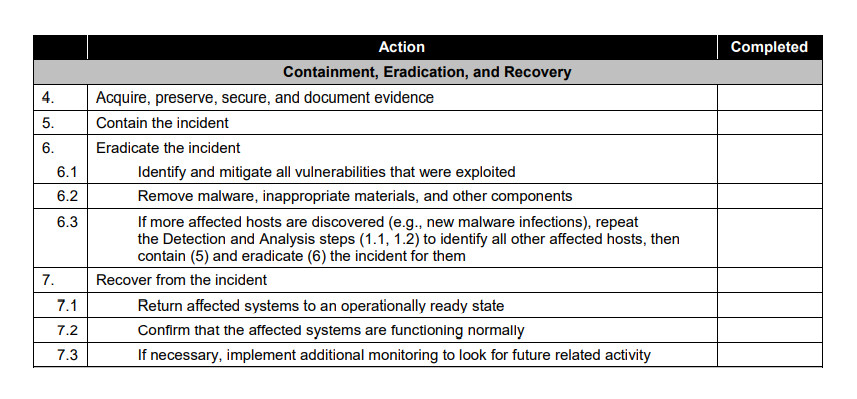 Action Completed
Containment, Eradication, and Recovery
4. Acquire, preserve, secure, and document evidence
5. Contain the incident
6. Eradicate the incident
6.1 Identify and mitigate all vulnerabilities that were exploited
6.2 Remove malware, inappropriate materials, and other components
6.3 If more affected hosts are discovered (e.g., new malware infections), repeat
the Detection and Analysis steps (1.1, 1.2) to identify all other affected hosts, then
contain (5) and eradicate (6) the incident for them
7. Recover from the incident
7.1 Return affected systems to an operationally ready state
7.2 Confirm that the affected systems are functioning normally
7.3 If necessary, implement additional monitoring to look for future related activity